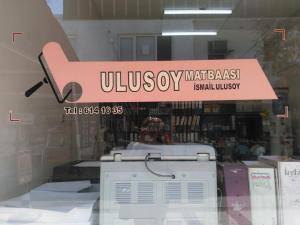 ULUSOY MATBAASI
İSMAİL ULUSOY
Tel : 614 16 35